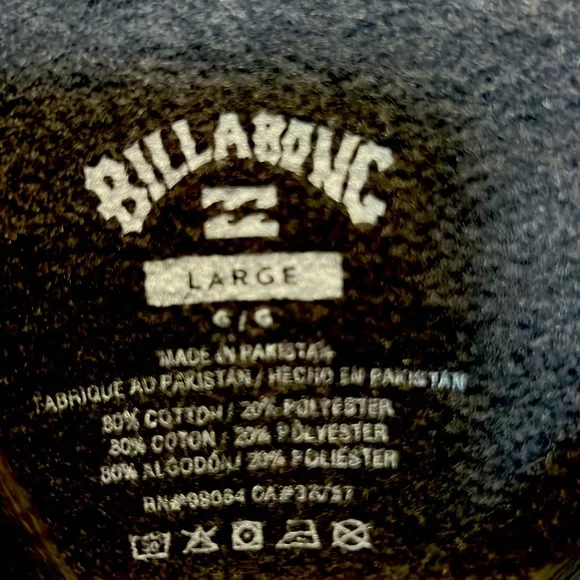 BILLABONG
LARGE
G / G
MADE IN PAKISTAN
FABRIQUE AU PAKISTAN / HECHO EN PAKISTAN
80% COTTON / 20% POLYESTER
80% COTON / 20% POLYESTER
80% ALGODÓN / 20% POLIÉSTER